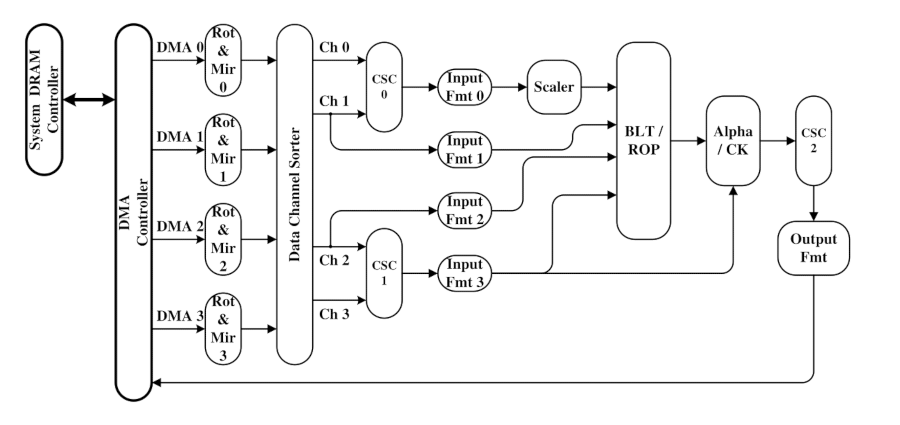 System DRAM
Controller
DMA
Controller
DMA 0
Rot
&
Mir
0
DMA 1
Rot
&
Mir
1
DMA 2
Rot
&
Mir
2
DMA 3
Rot
&
Mir
3
Data Channel Sorter
Ch 0
Ch 1
Ch 2
Ch 3
CSC
0
CSC
1
Input
Fmt 0
Input
Fmt 1
Input
Fmt 2
Input
Fmt 3
Scaler
BLT /
ROP
Alpha
/ CK
CSC
2
Output
Fmt